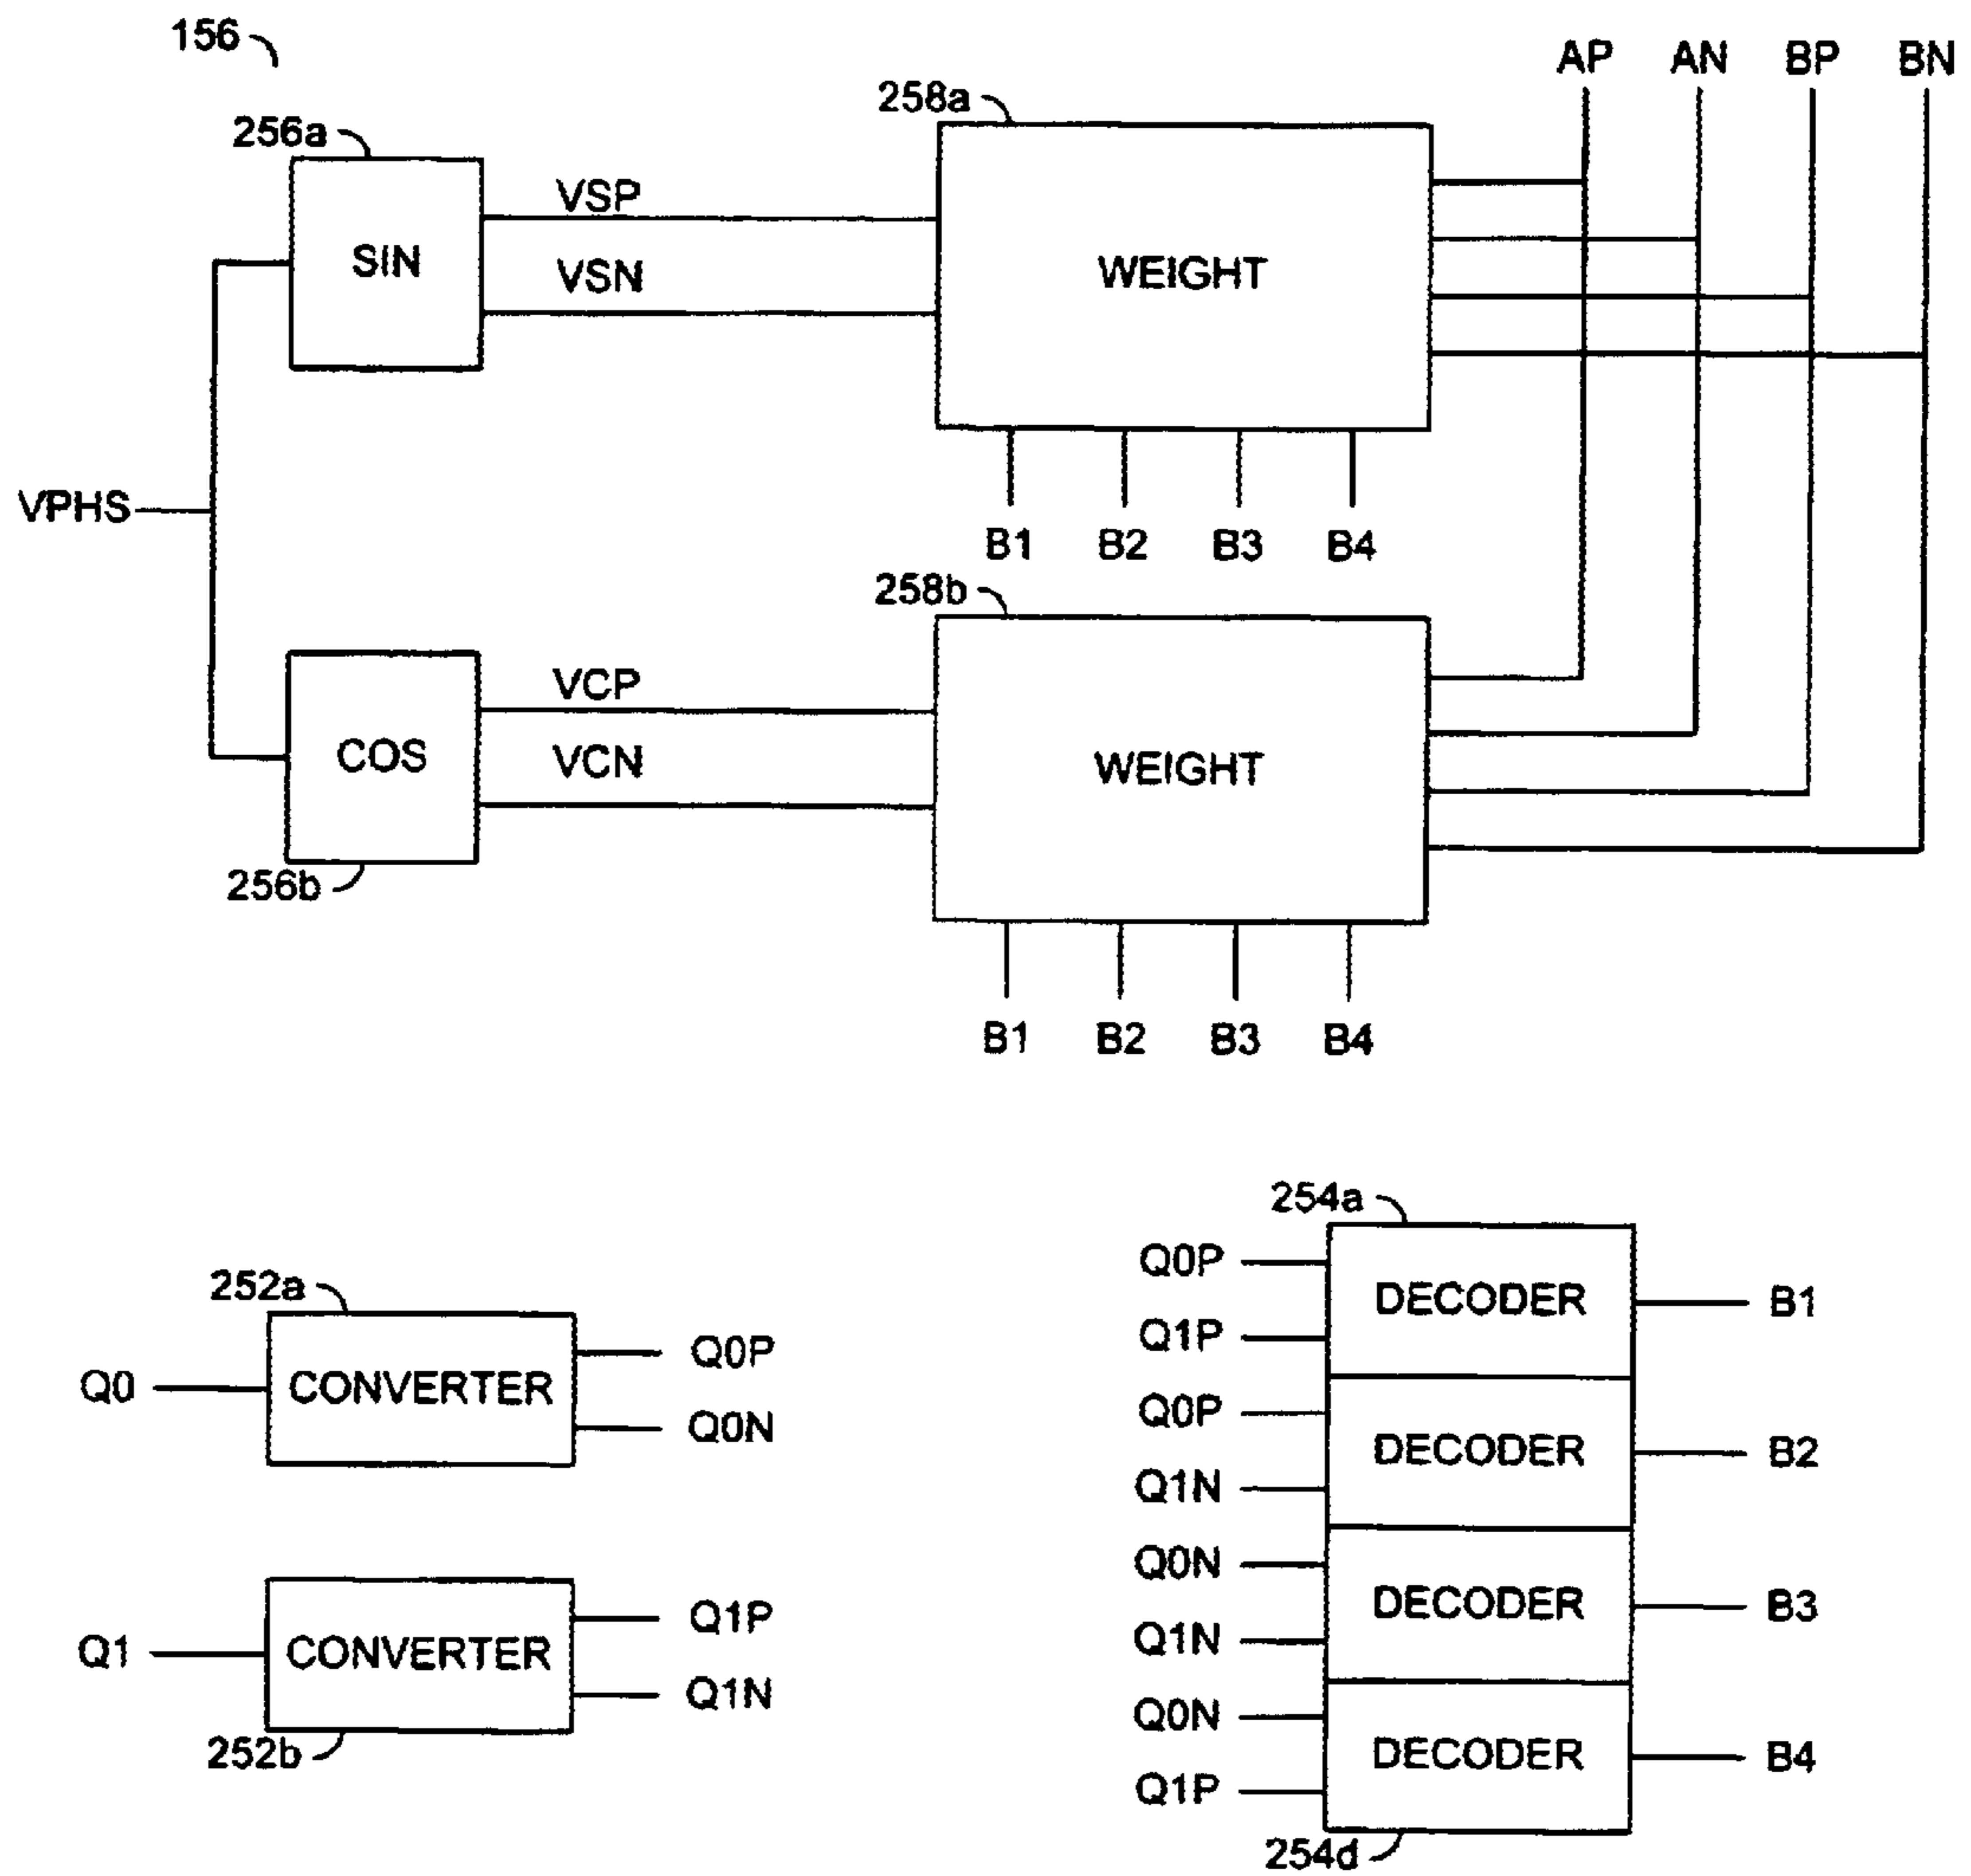 156
AP AN BP BN
258a
256a
VSP
SIN
VSN
WEIGHT
VPHS
B1 B2 B3 B4
258b
VCP
COS
VCN
WEIGHT
256b
B1 B2 B3 B4
254a
Q0P
DECODER
B1
Q1P
252a
Q0
CONVERTER
Q0P
Q0N
Q0P
DECODER
B2
Q1N
Q0N
DECODER
B3
Q1N
Q1
CONVERTER
Q1P
Q1N
252b
Q0N
DECODER
B4
Q1P
254d